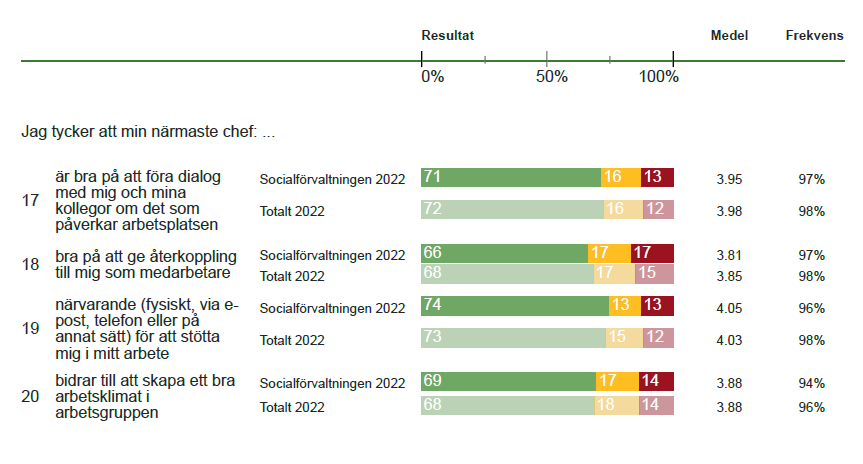 Resultat Medel Frekvens
0% 50% 100%
Jag tycker att min närmaste chef: ...
17
är bra på att föra dialog
med mig och mina
kollegor om det som
påverkar arbetsplatsen
Socialförvaltningen 2022 71 16 13 3.95 97%
Totalt 2022 72 16 12 3.98 98%
18
bra på att ge återkoppling
till mig som medarbetare
Socialförvaltningen 2022 66 17 17 3.81 97%
Totalt 2022 68 17 15 3.85 98%
19
närvarande (fysiskt, via e-
post, telefon eller på
annat sätt) för att stötta
mig i mitt arbete
Socialförvaltningen 2022 74 13 13 4.05 96%
Totalt 2022 73 15 12 4.03 98%
20
bidrar till att skapa ett bra
arbetsklimat i
arbetsgruppen
Socialförvaltningen 2022 69 17 14 3.88 94%
Totalt 2022 68 18 14 3.88 96%